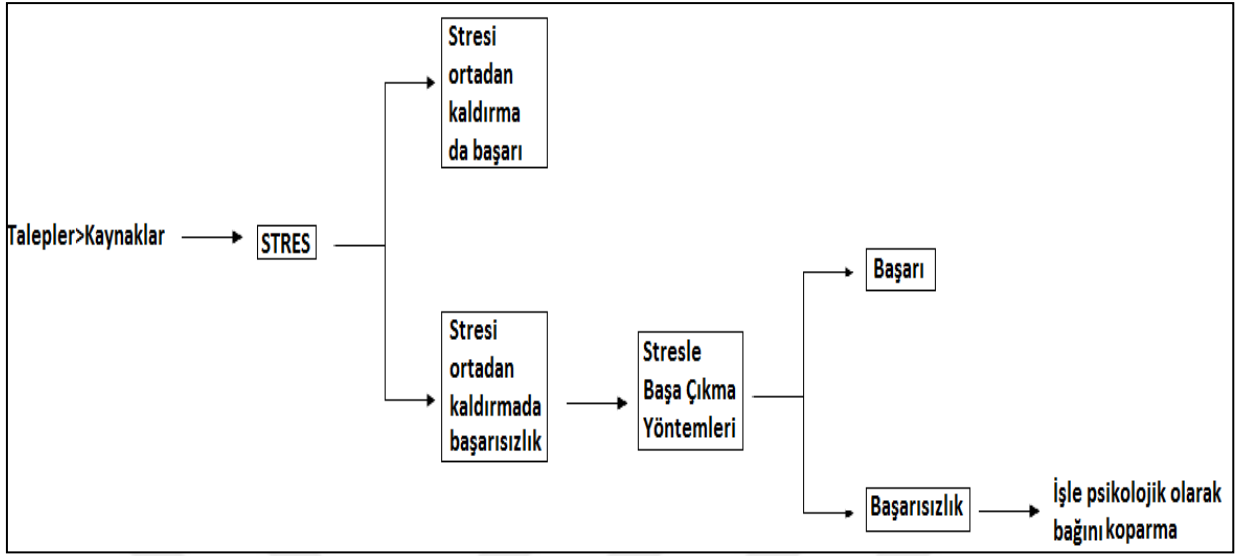 Stresi
ortadan
kaldırma
da başarı
Talepler>Kaynaklar
STRES
Başarı
Stresi
ortadan
kaldırmada
başarısızlık
Stresle
Başa Çıkma
Yöntemleri
Başarısızlık
İşle psikolojik olarak
bağını koparma